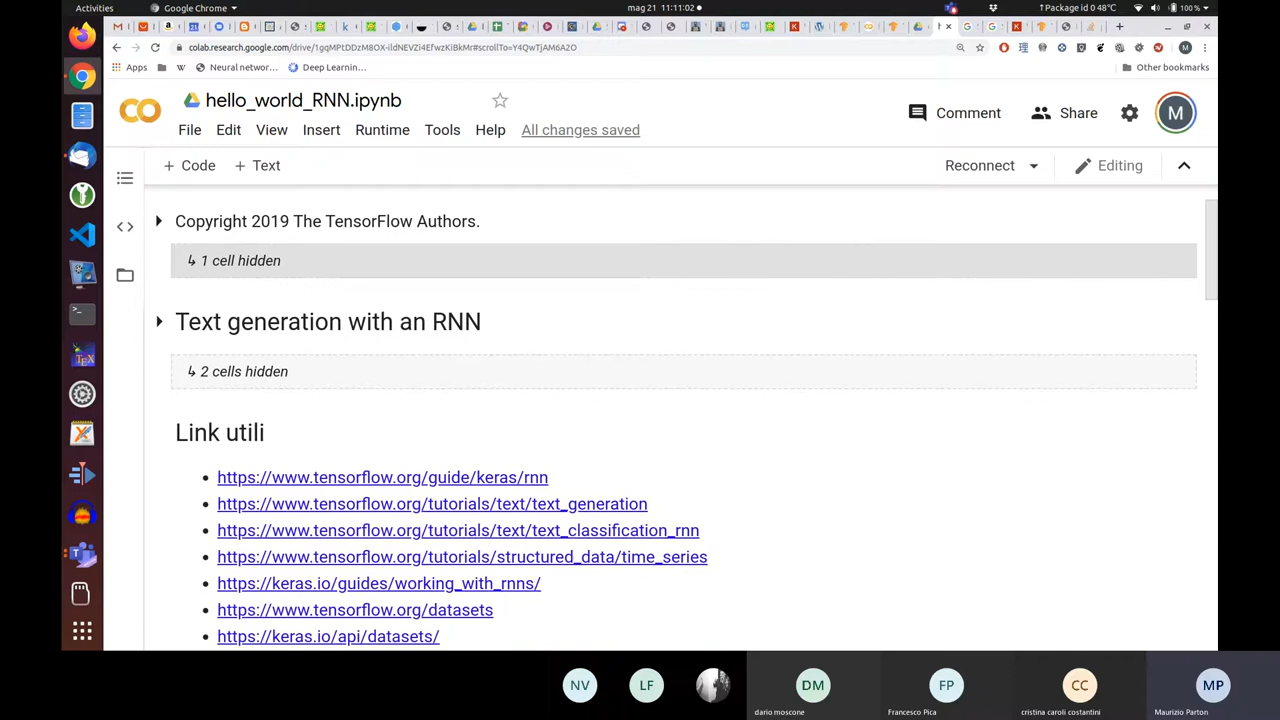 Activities
Google Chrome
mag 21 11:11:02
Package id 0 48°C
100 %
colab.research.google.com/drive/1gqMPtDDzM8OX-ildNEVZi4EfwzKiBkMr#scrollTo=Y4QwTjAM6A2O
Apps
W
Neural networ...
Deep Learnin...
Other bookmarks
hello_world_RNN.ipynb
Comment
Share
M
File Edit View Insert Runtime Tools Help All changes saved
+ Code + Text
Reconnect
Editing
Copyright 2019 The TensorFlow Authors.
↳ 1 cell hidden
Text generation with an RNN
↳ 2 cells hidden
Link utili
• https://www.tensorflow.org/guide/keras/rnn
• https://www.tensorflow.org/tutorials/text/text_generation
• https://www.tensorflow.org/tutorials/text/text_classification_rnn
• https://www.tensorflow.org/tutorials/structured_data/time_series
• https://keras.io/guides/working_with_rnns/
• https://www.tensorflow.org/datasets
• https://keras.io/api/datasets/
NV
LF
DM
FP
CC
MP
dario moscone
Francesco Pica
cristina caroli costantini
Maurizio Parton